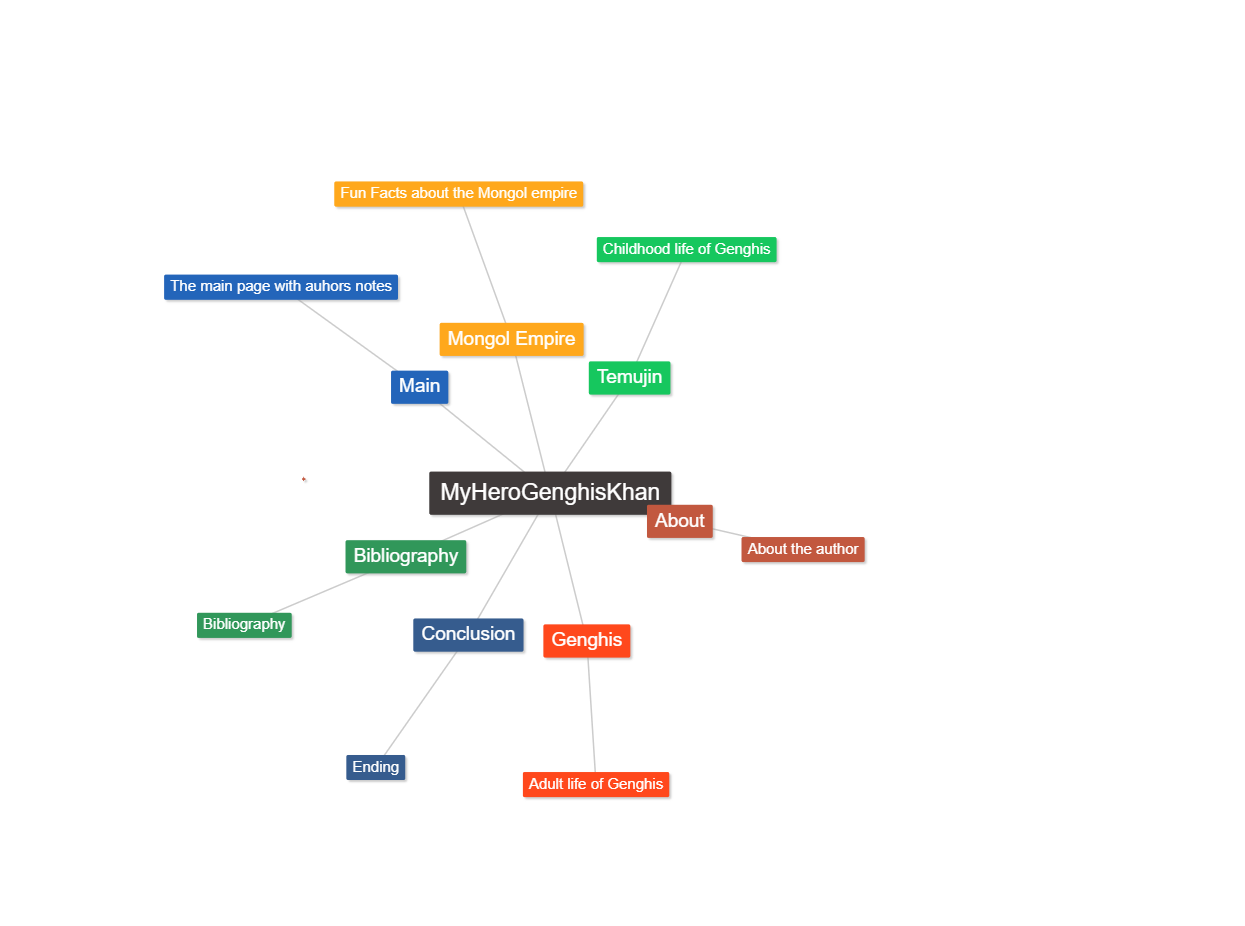 Fun Facts about the Mongol empire
Childhood life of Genghis
The main page with auhors notes
Mongol Empire
Temujin
Main
MyHeroGenghisKhan
About
About the author
Bibliography
Bibliography
Conclusion
Genghis
Ending
Adult life of Genghis